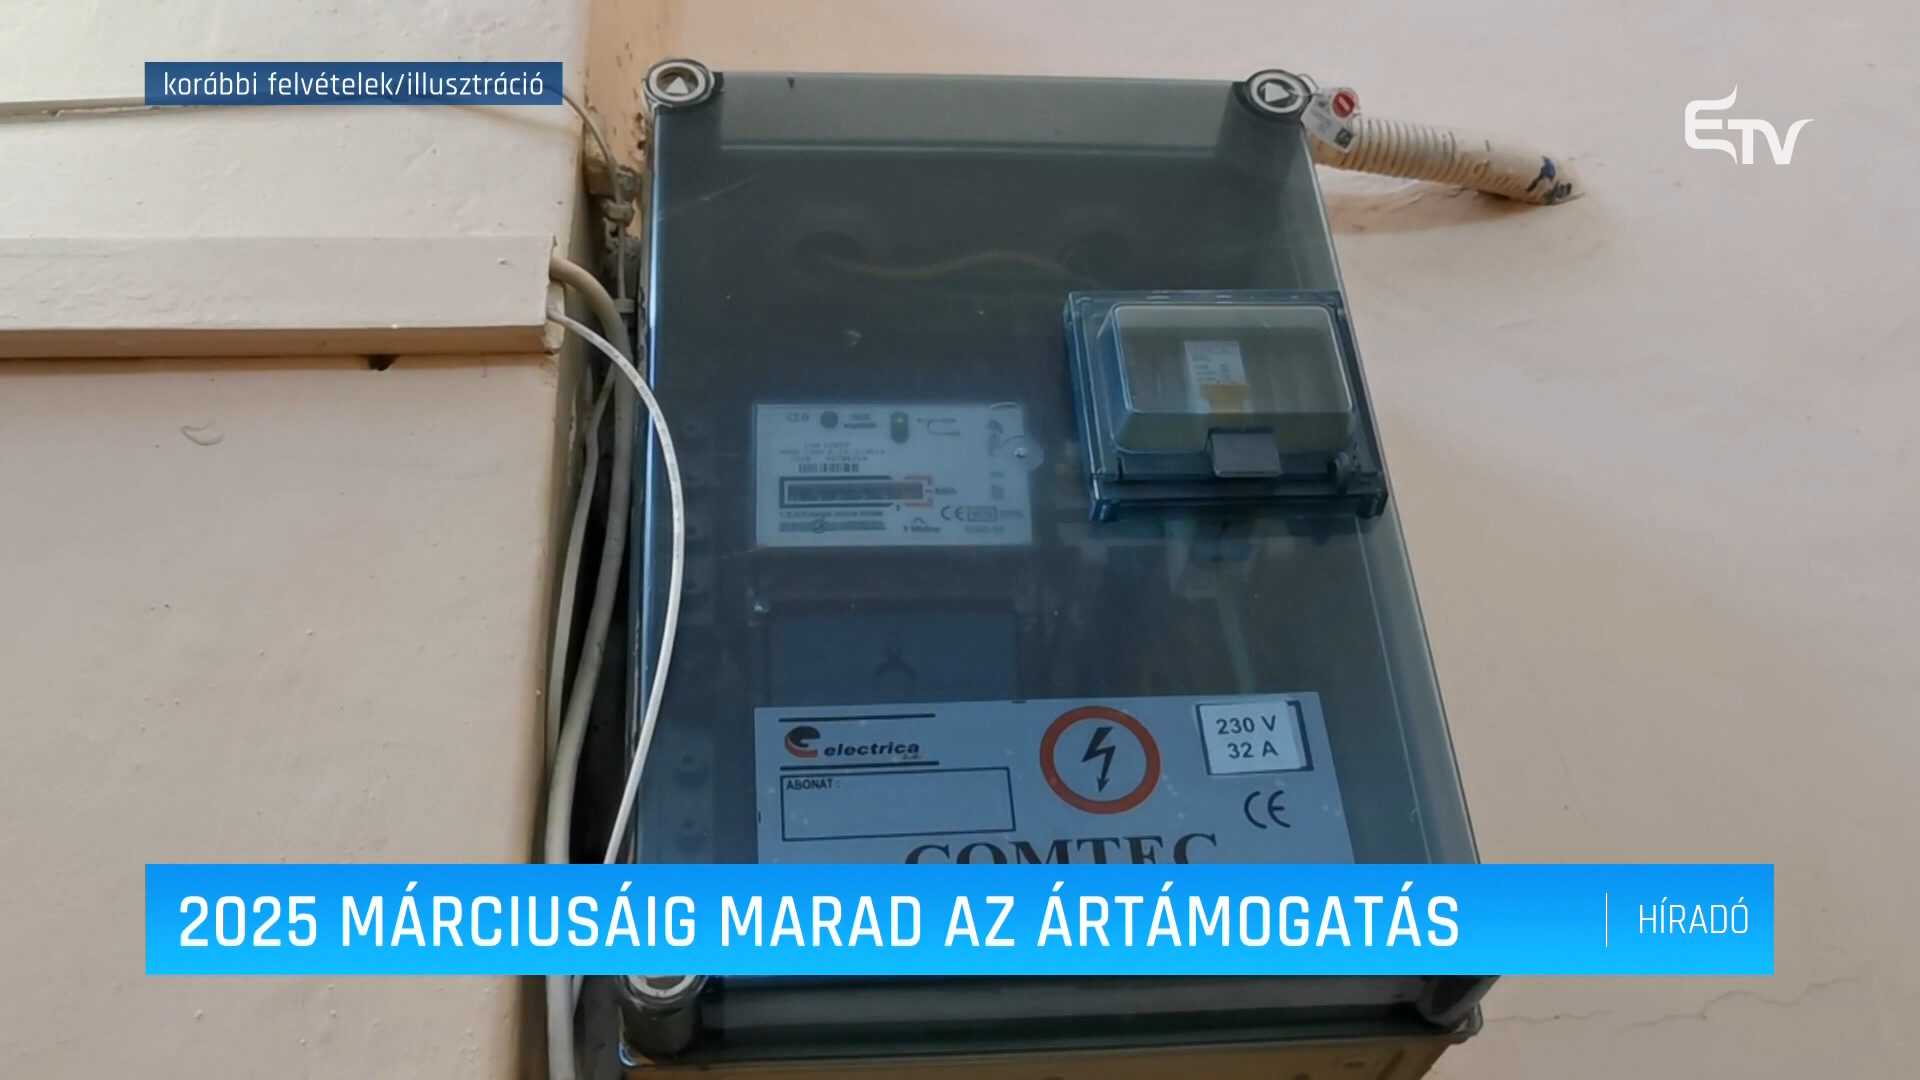 korábbi felvételek/illusztráció
ETV
electrica
ABONAT :
230 V
32 A
CE
COMTEC
2025 MÁRCIUSÁIG MARAD AZ ÁRTÁMOGATÁS
HÍRADÓ